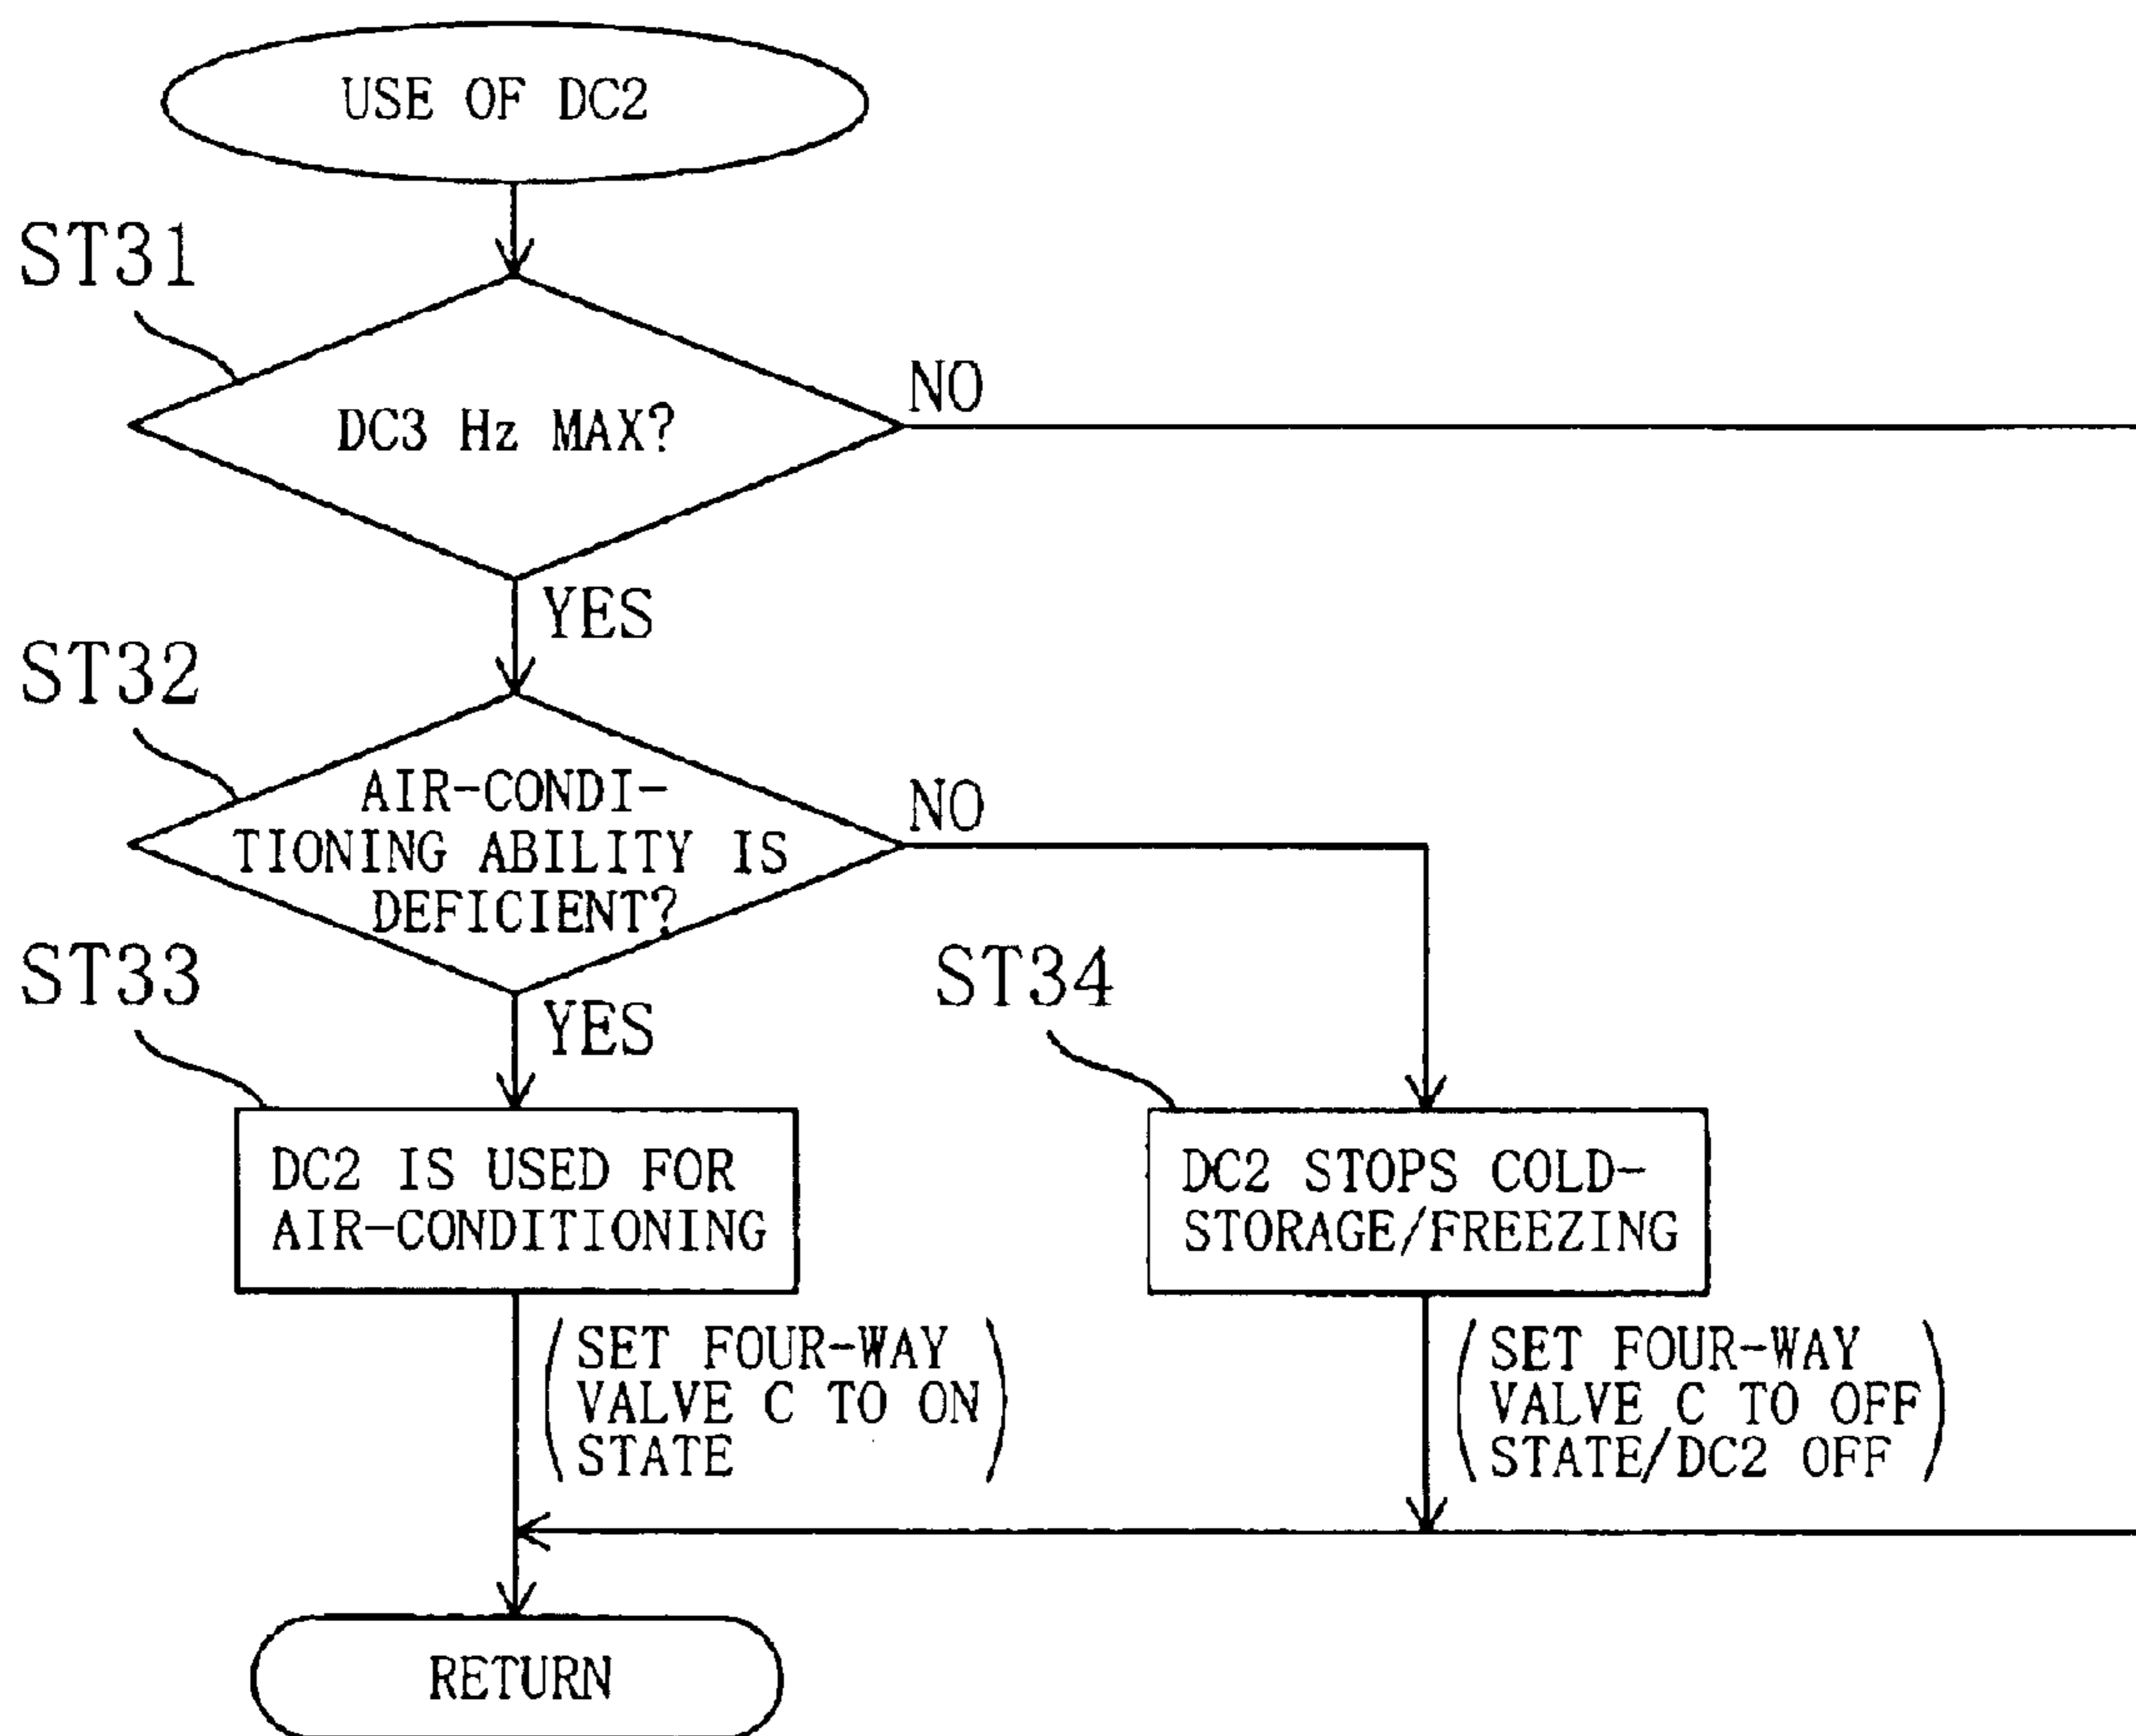 USE OF DC2
ST31
DC3 Hz MAX?
NO
YES
ST32
AIR-CONDI-
TIONING ABILITY IS
DEFICIENT?
NO
YES
ST33
DC2 IS USED FOR
AIR-CONDITIONING
ST34
DC2 STOPS COLD-
STORAGE/FREEZING
(SET FOUR-WAY
VALVE C TO ON
STATE)
(SET FOUR-WAY
VALVE C TO OFF
STATE/DC2 OFF)
RETURN